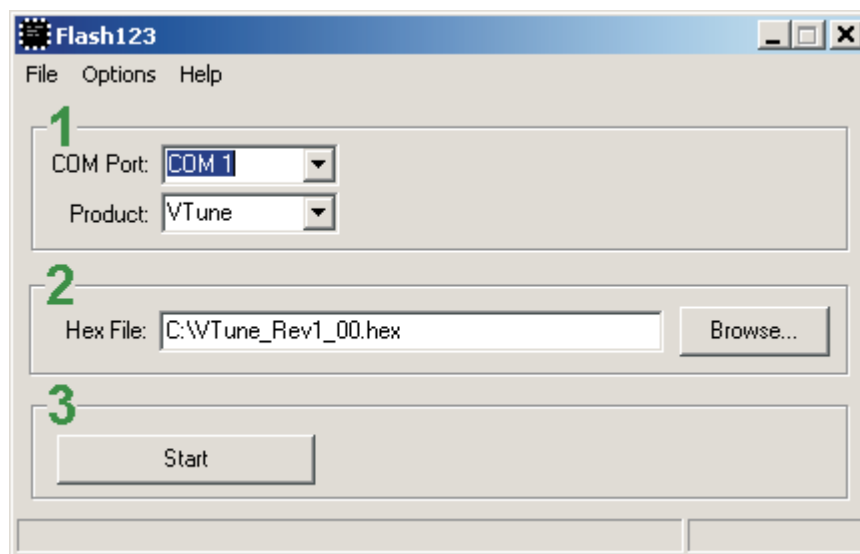 Flash123
File Options Help
1
COM Port: COM 1
Product: VTune
2
Hex File: C:\VTune_Rev1_00.hex Browse...
3
Start